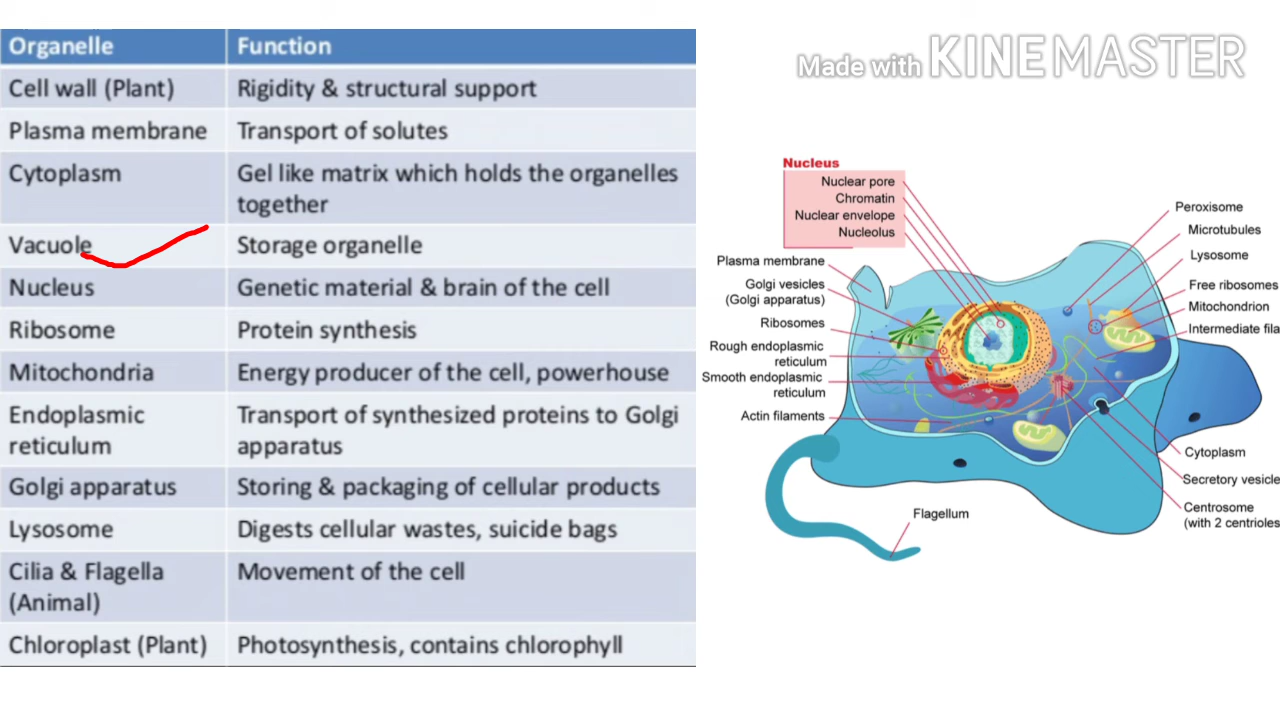 Organelle Function
Cell wall (Plant) Rigidity & structural support
Plasma membrane Transport of solutes
Cytoplasm Gel like matrix which holds the organelles
together
Vacuole Storage organelle
Nucleus Genetic material & brain of the cell
Ribosome Protein synthesis
Mitochondria Energy producer of the cell, powerhouse
Endoplasmic Transport of synthesized proteins to Golgi
reticulum apparatus
Golgi apparatus Storing & packaging of cellular products
Lysosome Digests cellular wastes, suicide bags
Cilia & Flagella Movement of the cell
(Animal)
Chloroplast (Plant) Photosynthesis, contains chlorophyll
Made with KINEMASTER
Nucleus
Nuclear pore
Chromatin
Nuclear envelope
Nucleolus
Plasma membrane
Golgi vesicles
(Golgi apparatus)
Ribosomes
Rough endoplasmic
reticulum
Smooth endoplasmic
reticulum
Actin filaments
Flagellum
Peroxisome
Microtubules
Lysosome
Free ribosomes
Mitochondrion
Intermediate fila
Cytoplasm
Secretory vesicle
Centrosome
(with 2 centrioles